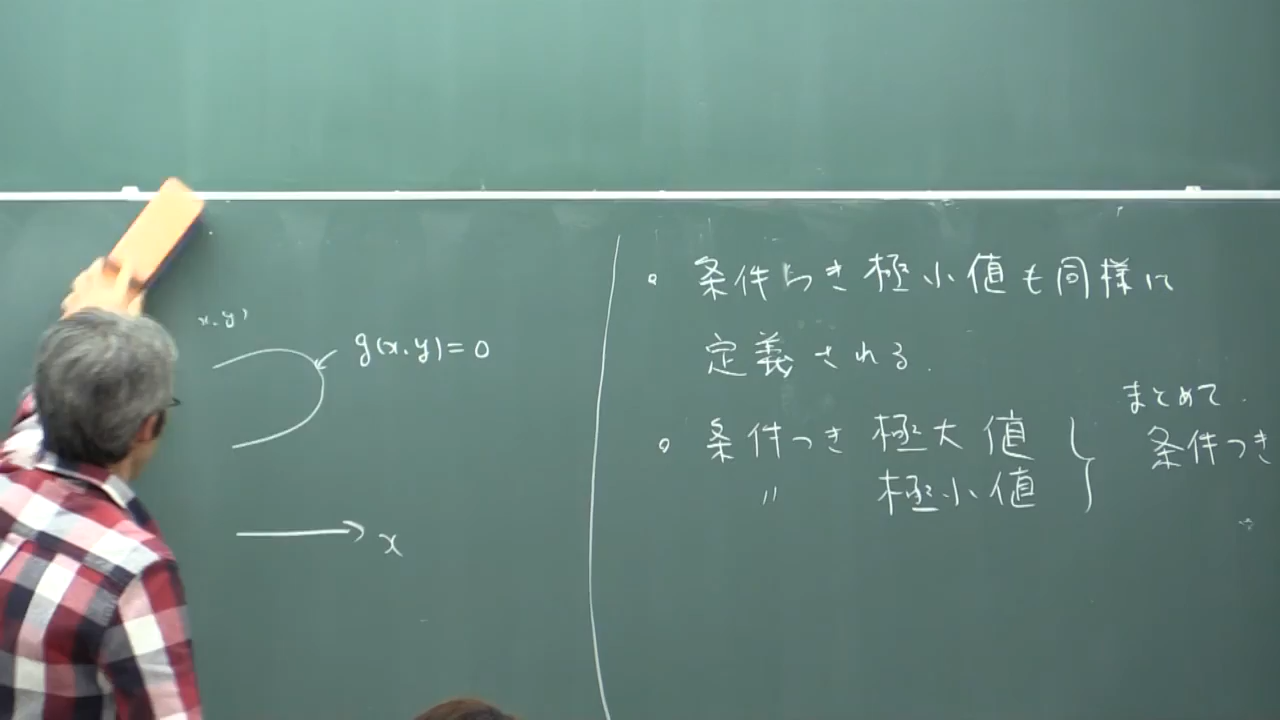 x, y)
g(x, y) = 0
x
。条件つき極小値も同様に
定義される.
。条件つき 極大値
〃 極小値
まとめて
条件つき